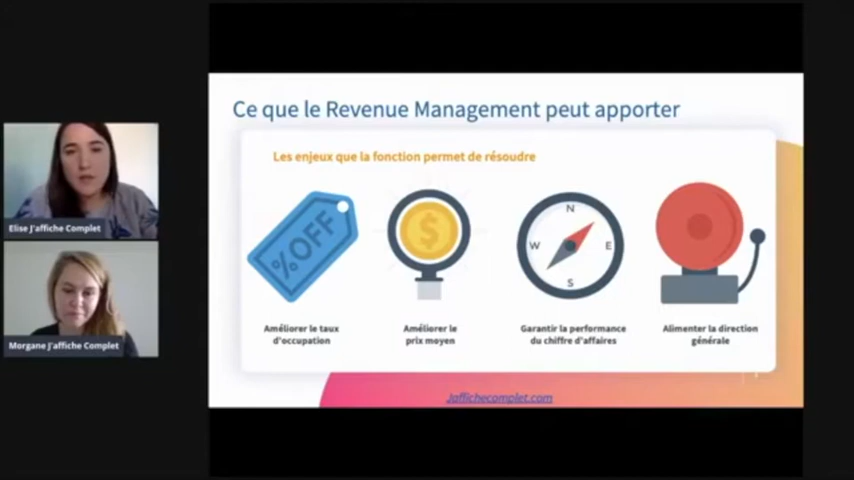 Ce que le Revenue Management peut apporter
Les enjeux que la fonction permet de résoudre
%OFF
$
N
W
E
S
Améliorer le taux
d'occupation
Améliorer le
prix moyen
Garantir la performance
du chiffre d'affaires
Alimenter la direction
générale
Jaffichecomplet.com
Elise J'affiche Complet
Morgane J'affiche Complet